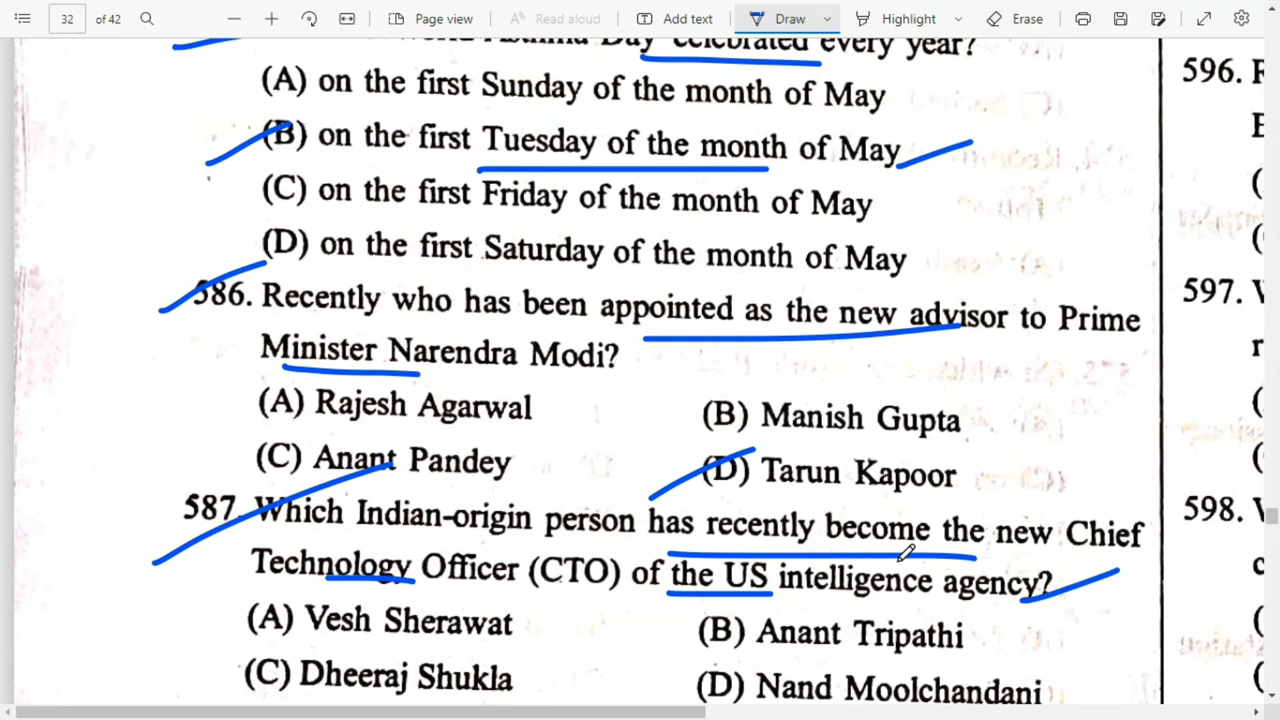 32 of 42 Page view Read aloud Add text Draw Highlight Erase
Day celebrated every year?
(A) on the first Sunday of the month of May
(B) on the first Tuesday of the month of May
(C) on the first Friday of the month of May
(D) on the first Saturday of the month of May
586. Recently who has been appointed as the new advisor to Prime
Minister Narendra Modi?
(A) Rajesh Agarwal (B) Manish Gupta
(C) Anant Pandey (D) Tarun Kapoor
587. Which Indian-origin person has recently become the new Chief
Technology Officer (CTO) of the US intelligence agency?
(A) Vesh Sherawat (B) Anant Tripathi
(C) Dheeraj Shukla (D) Nand Moolchandani
596.
597.
598.